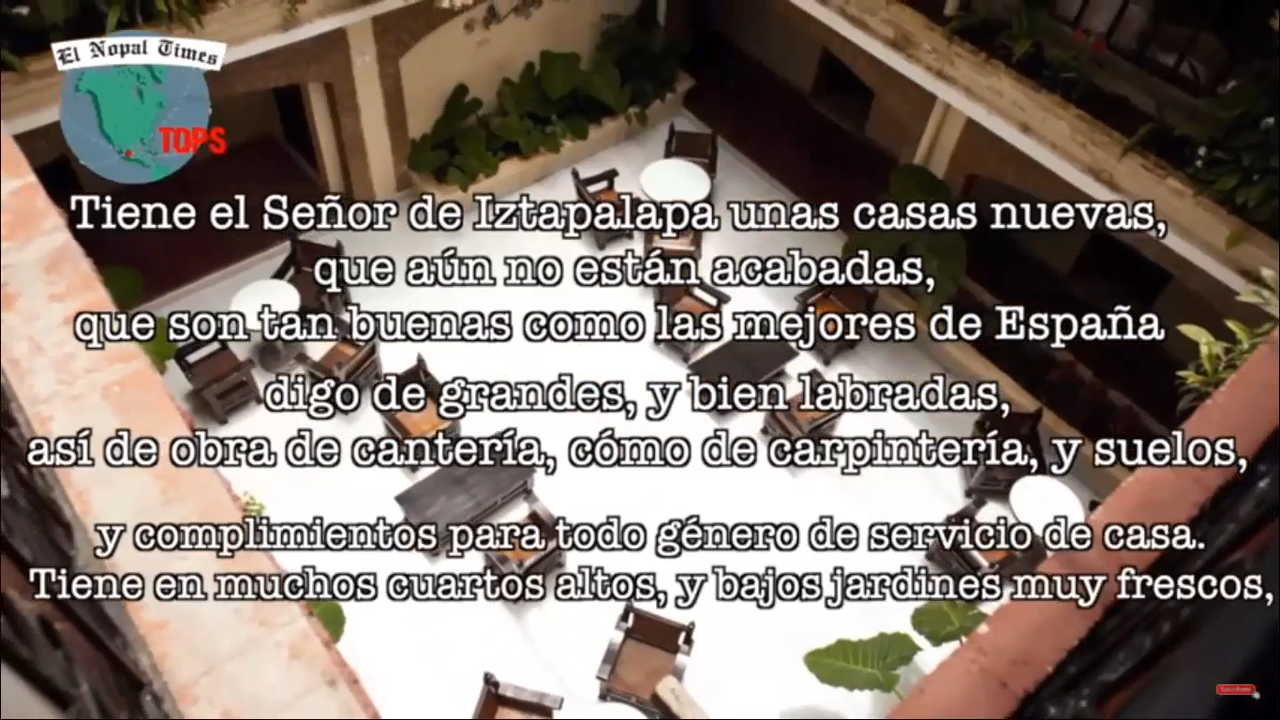 El Nopal Times
TOPS
Tiene el Señor de Iztapalapa unas casas nuevas,
que aún no están acabadas,
que son tan buenas como las mejores de España
digo de grandes, y bien labradas,
así de obra de cantería, cómo de carpintería, y suelos,
y complimientos para todo género de servicio de casa.
Tiene en muchos cuartos altos, y bajos jardines muy frescos,